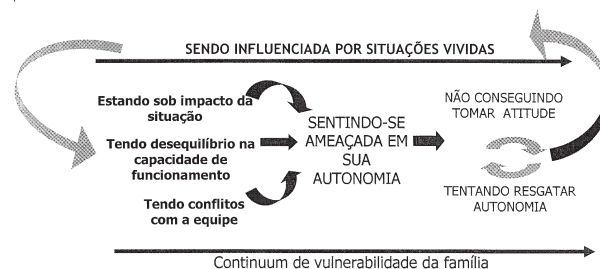 SENDO INFLUENCIADA POR SITUAÇÕES VIVIDAS
Estando sob impacto da
situação
Tendo desequilíbrio na
capacidade de
funcionamento
Tendo conflitos
com a equipe
SENTINDO-SE
AMEAÇADA EM
SUA
AUTONOMIA
NÃO CONSEGUINDO
TOMAR ATITUDE
TENTANDO RESGATAR
AUTONOMIA
Continuum de vulnerabilidade da família